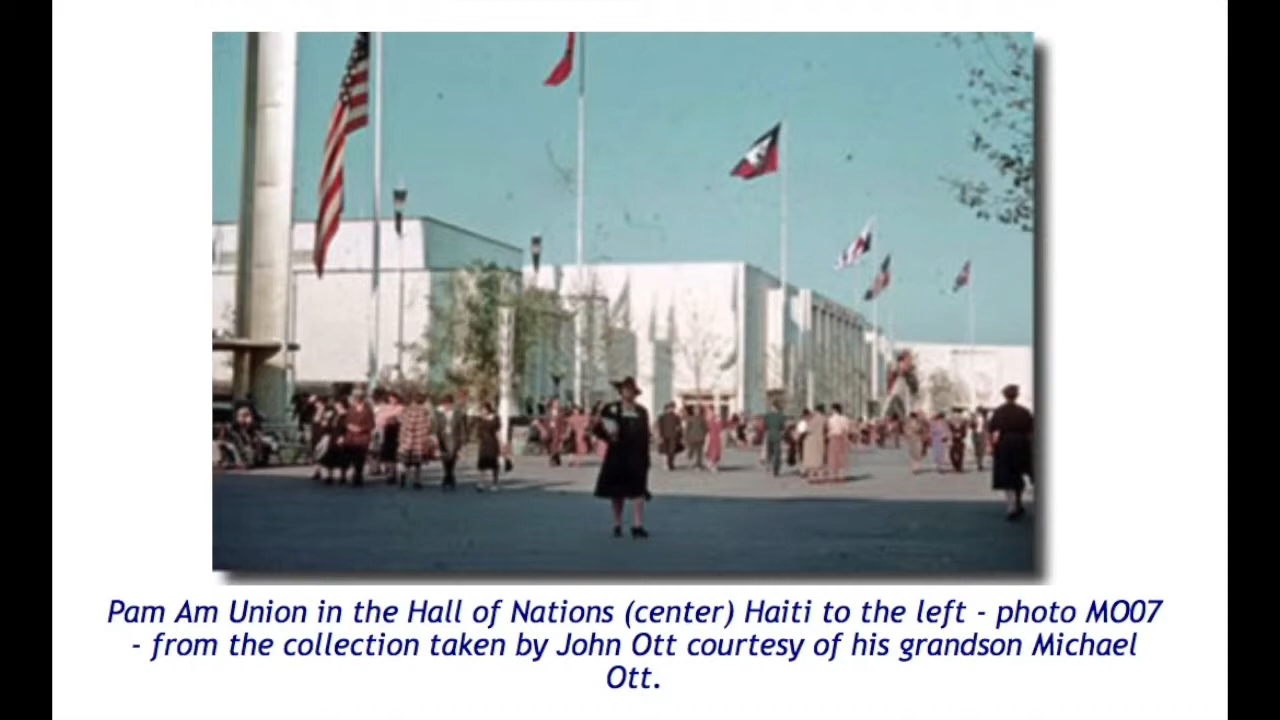 Pam Am Union in the Hall of Nations (center) Haiti to the left - photo MO07
- from the collection taken by John Ott courtesy of his grandson Michael
Ott.